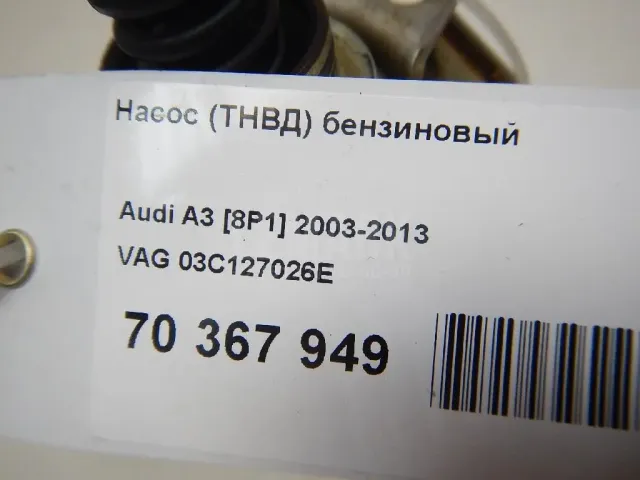 Насос (ТНВД) бензиновый
Audi A3 [8P1] 2003-2013
VAG 03C127026E
70 367 949